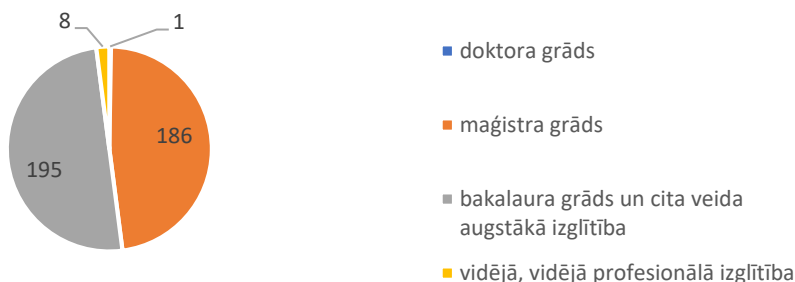 8
1
186
195
doktora grāds
maģistra grāds
bakalaura grāds un cita veida
augstākā izglītība
vidējā, vidējā profesionālā izglītība